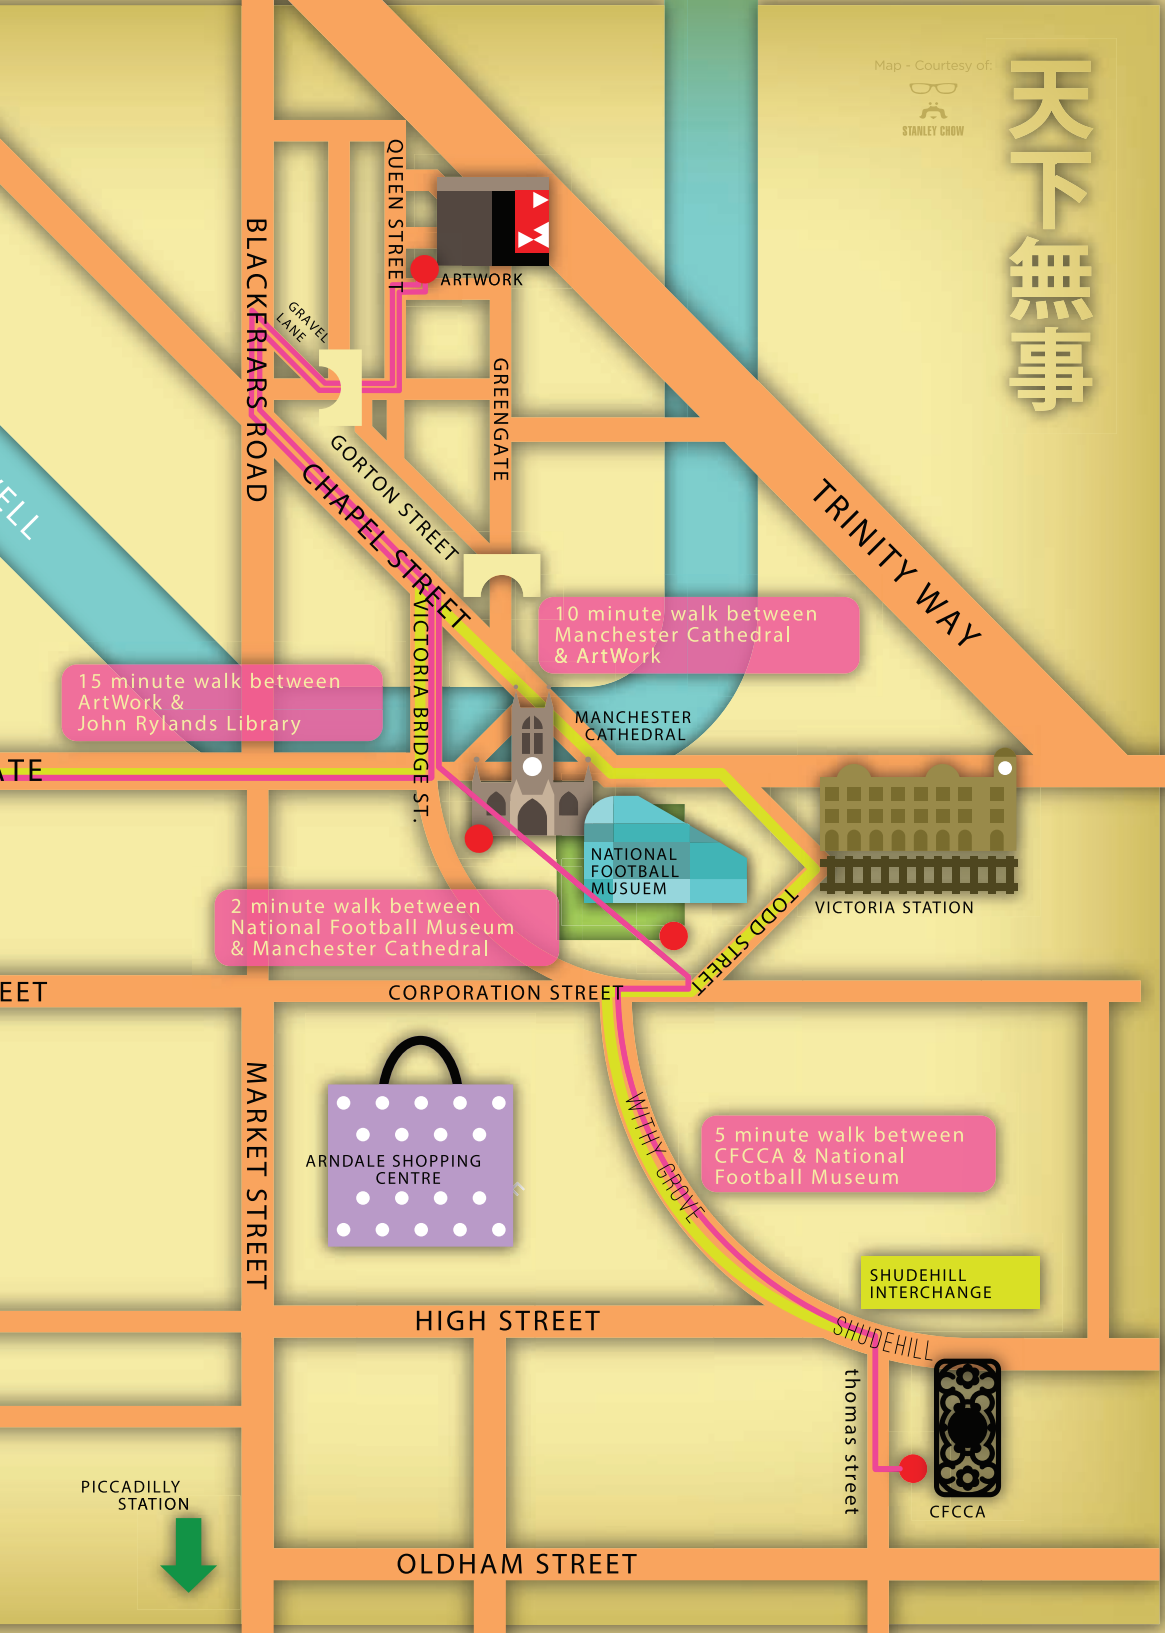 Map - Courtesy of:
STANLEY CHOW
天下無事
QUEEN STREET
BLACKFRIARS ROAD
ARTWORK
GRAVEL
LANE
GREENGATE
GORTON STREET
CHAPEL STREET
TRINITY WAY
ELL
VICTORIA BRIDGE ST.
10 minute walk between
Manchester Cathedral
& ArtWork
15 minute walk between
ArtWork &
John Rylands Library
MANCHESTER
CATHEDRAL
ATE
NATIONAL
FOOTBALL
MUSUEM
TODD STREET
VICTORIA STATION
2 minute walk between
National Football Museum
& Manchester Cathedral
EET
CORPORATION STREET
MARKET STREET
WITHY GROVE
5 minute walk between
CFCCA & National
Football Museum
ARNDALE SHOPPING
CENTRE
SHUDEHILL
INTERCHANGE
HIGH STREET
SHUDEHILL
thomas street
PICCADILLY
STATION
CFCCA
OLDHAM STREET